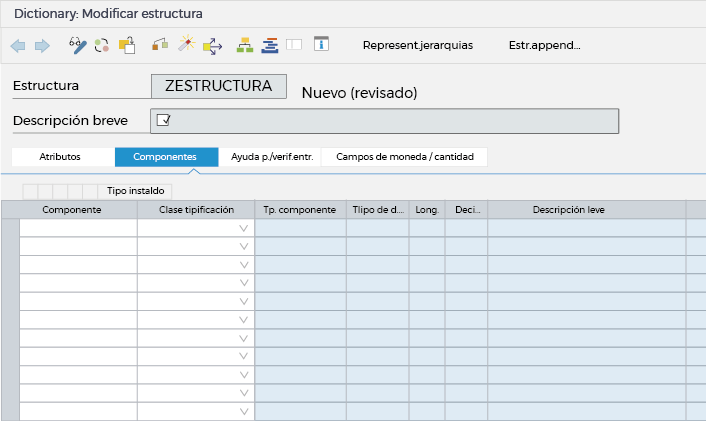 Dictionary: Modificar estructura
Represent.jerarquias Estr.append...
Estructura ZESTRUCTURA Nuevo (revisado)
Descripción breve
Atributos Componentes Ayuda p./verif.entr. Campos de moneda / cantidad
Tipo instaldo
Componente Clase tipificación Tp. componente Tlipo de d.... Long. Deci.. Descripción leve